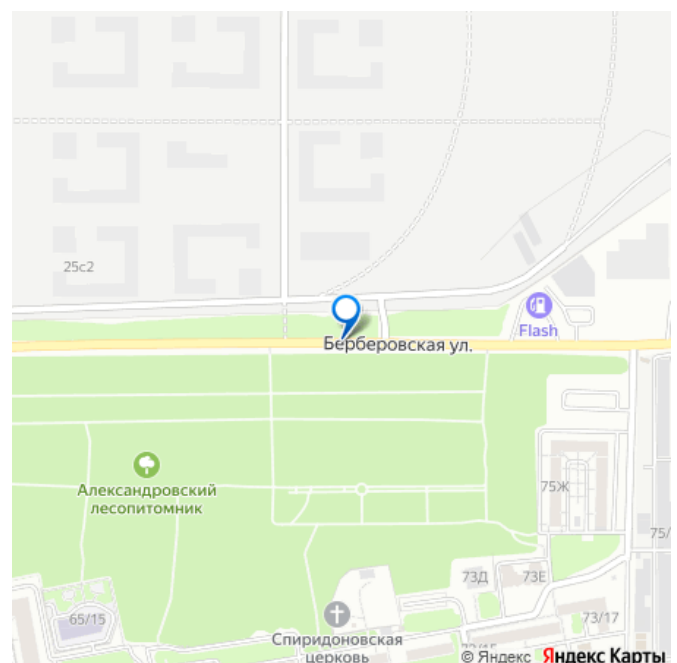 25с2
Flash
Берберовская ул.
Александровский
лесопитомник
75Ж
75/
73Д
73Е
65/15
73/17
Спиридоновская
церковь
© Яндекс Яндекс Карты